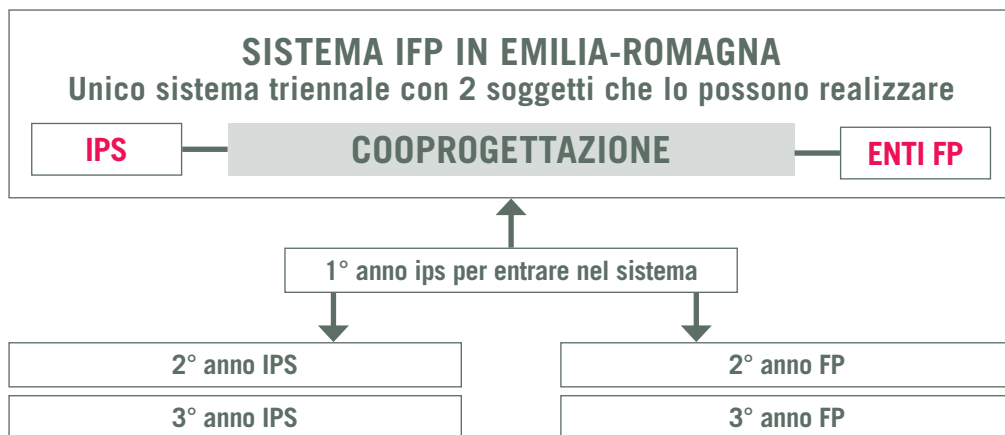 SISTEMA IFP IN EMILIA-ROMAGNA
Unico sistema triennale con 2 soggetti che lo possono realizzare
IPS
COOPROGETTAZIONE
ENTI FP
1° anno ips per entrare nel sistema
2° anno IPS
2° anno FP
3° anno IPS
3° anno FP